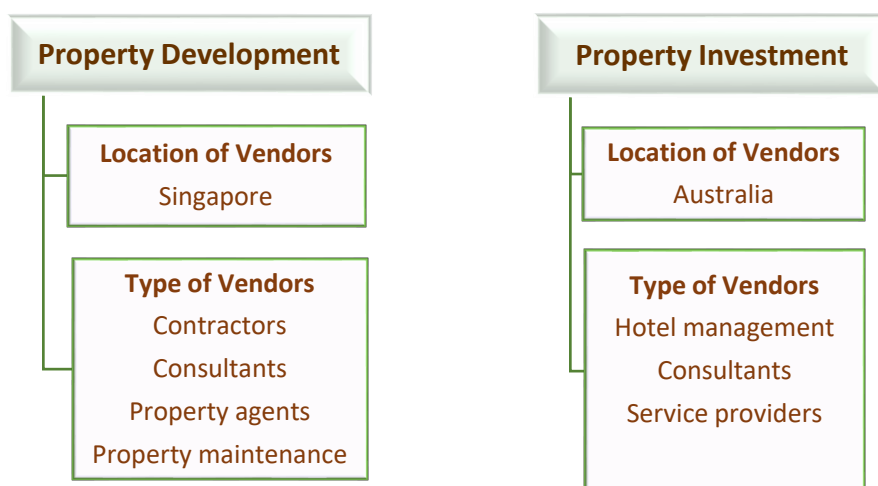 Property Development
Location of Vendors
Singapore
Type of Vendors
Contractors
Consultants
Property agents
Property maintenance
Property Investment
Location of Vendors
Australia
Type of Vendors
Hotel management
Consultants
Service providers